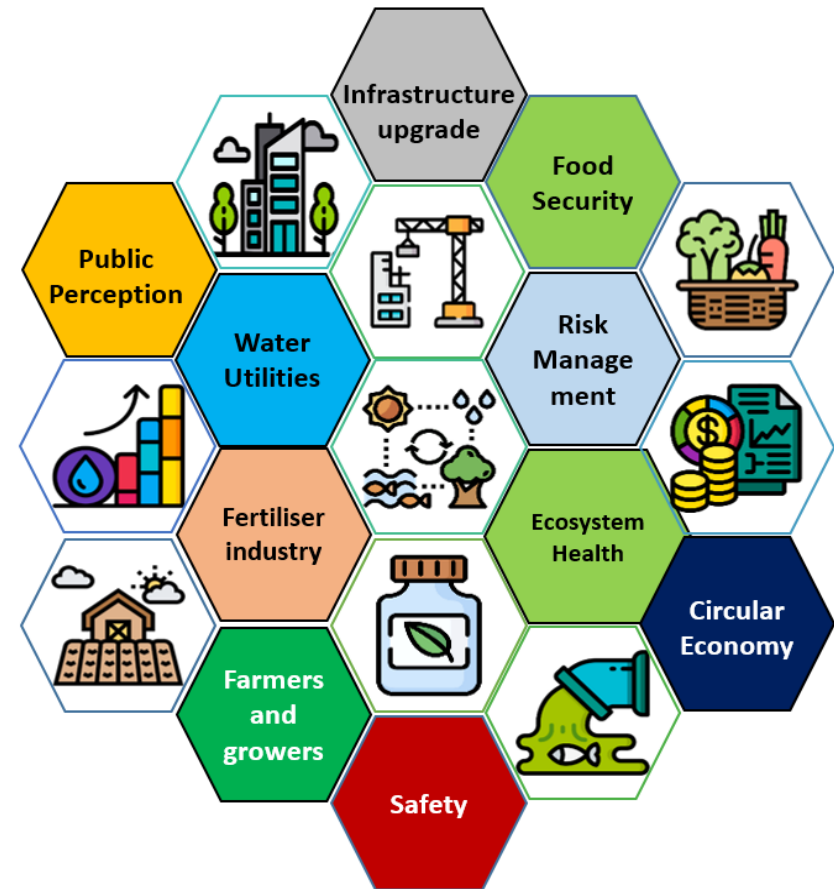 Infrastructure
upgrade
Food
Security
Public
Perception
Water
Utilities
Risk
Manage
ment
Fertiliser
industry
Ecosystem
Health
Circular
Economy
Farmers
and
growers
Safety